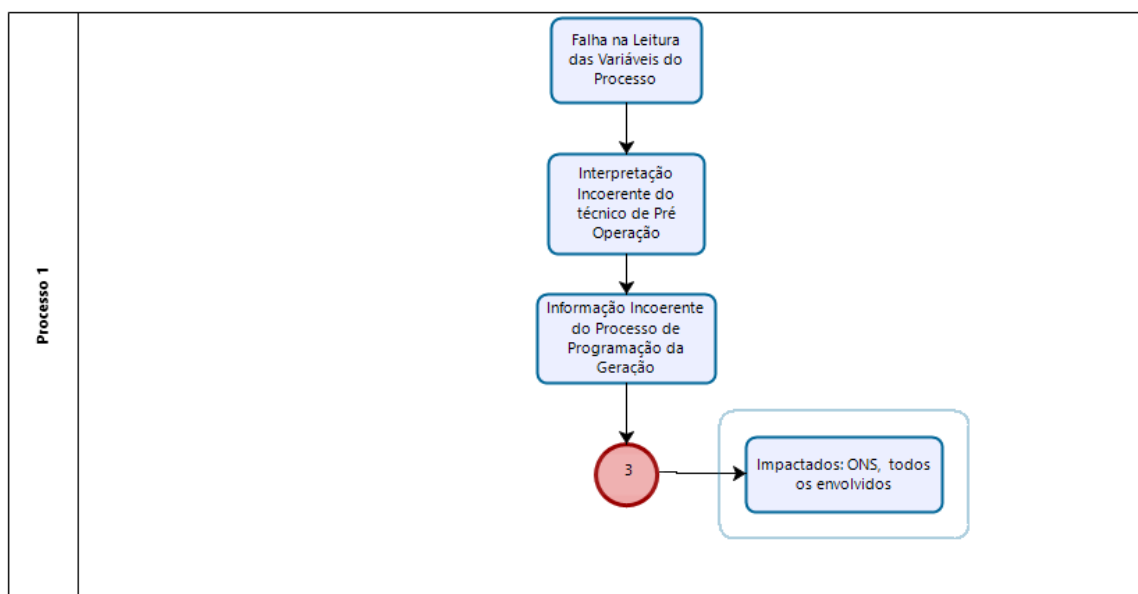 Processo 1
Falha na Leitura
das Variáveis do
Processo
Interpretação
Incoerente do
técnico de Pré
Operação
Informação Incoerente
do Processo de
Programação da
Geração
3
Impactados: ONS, todos
os envolvidos